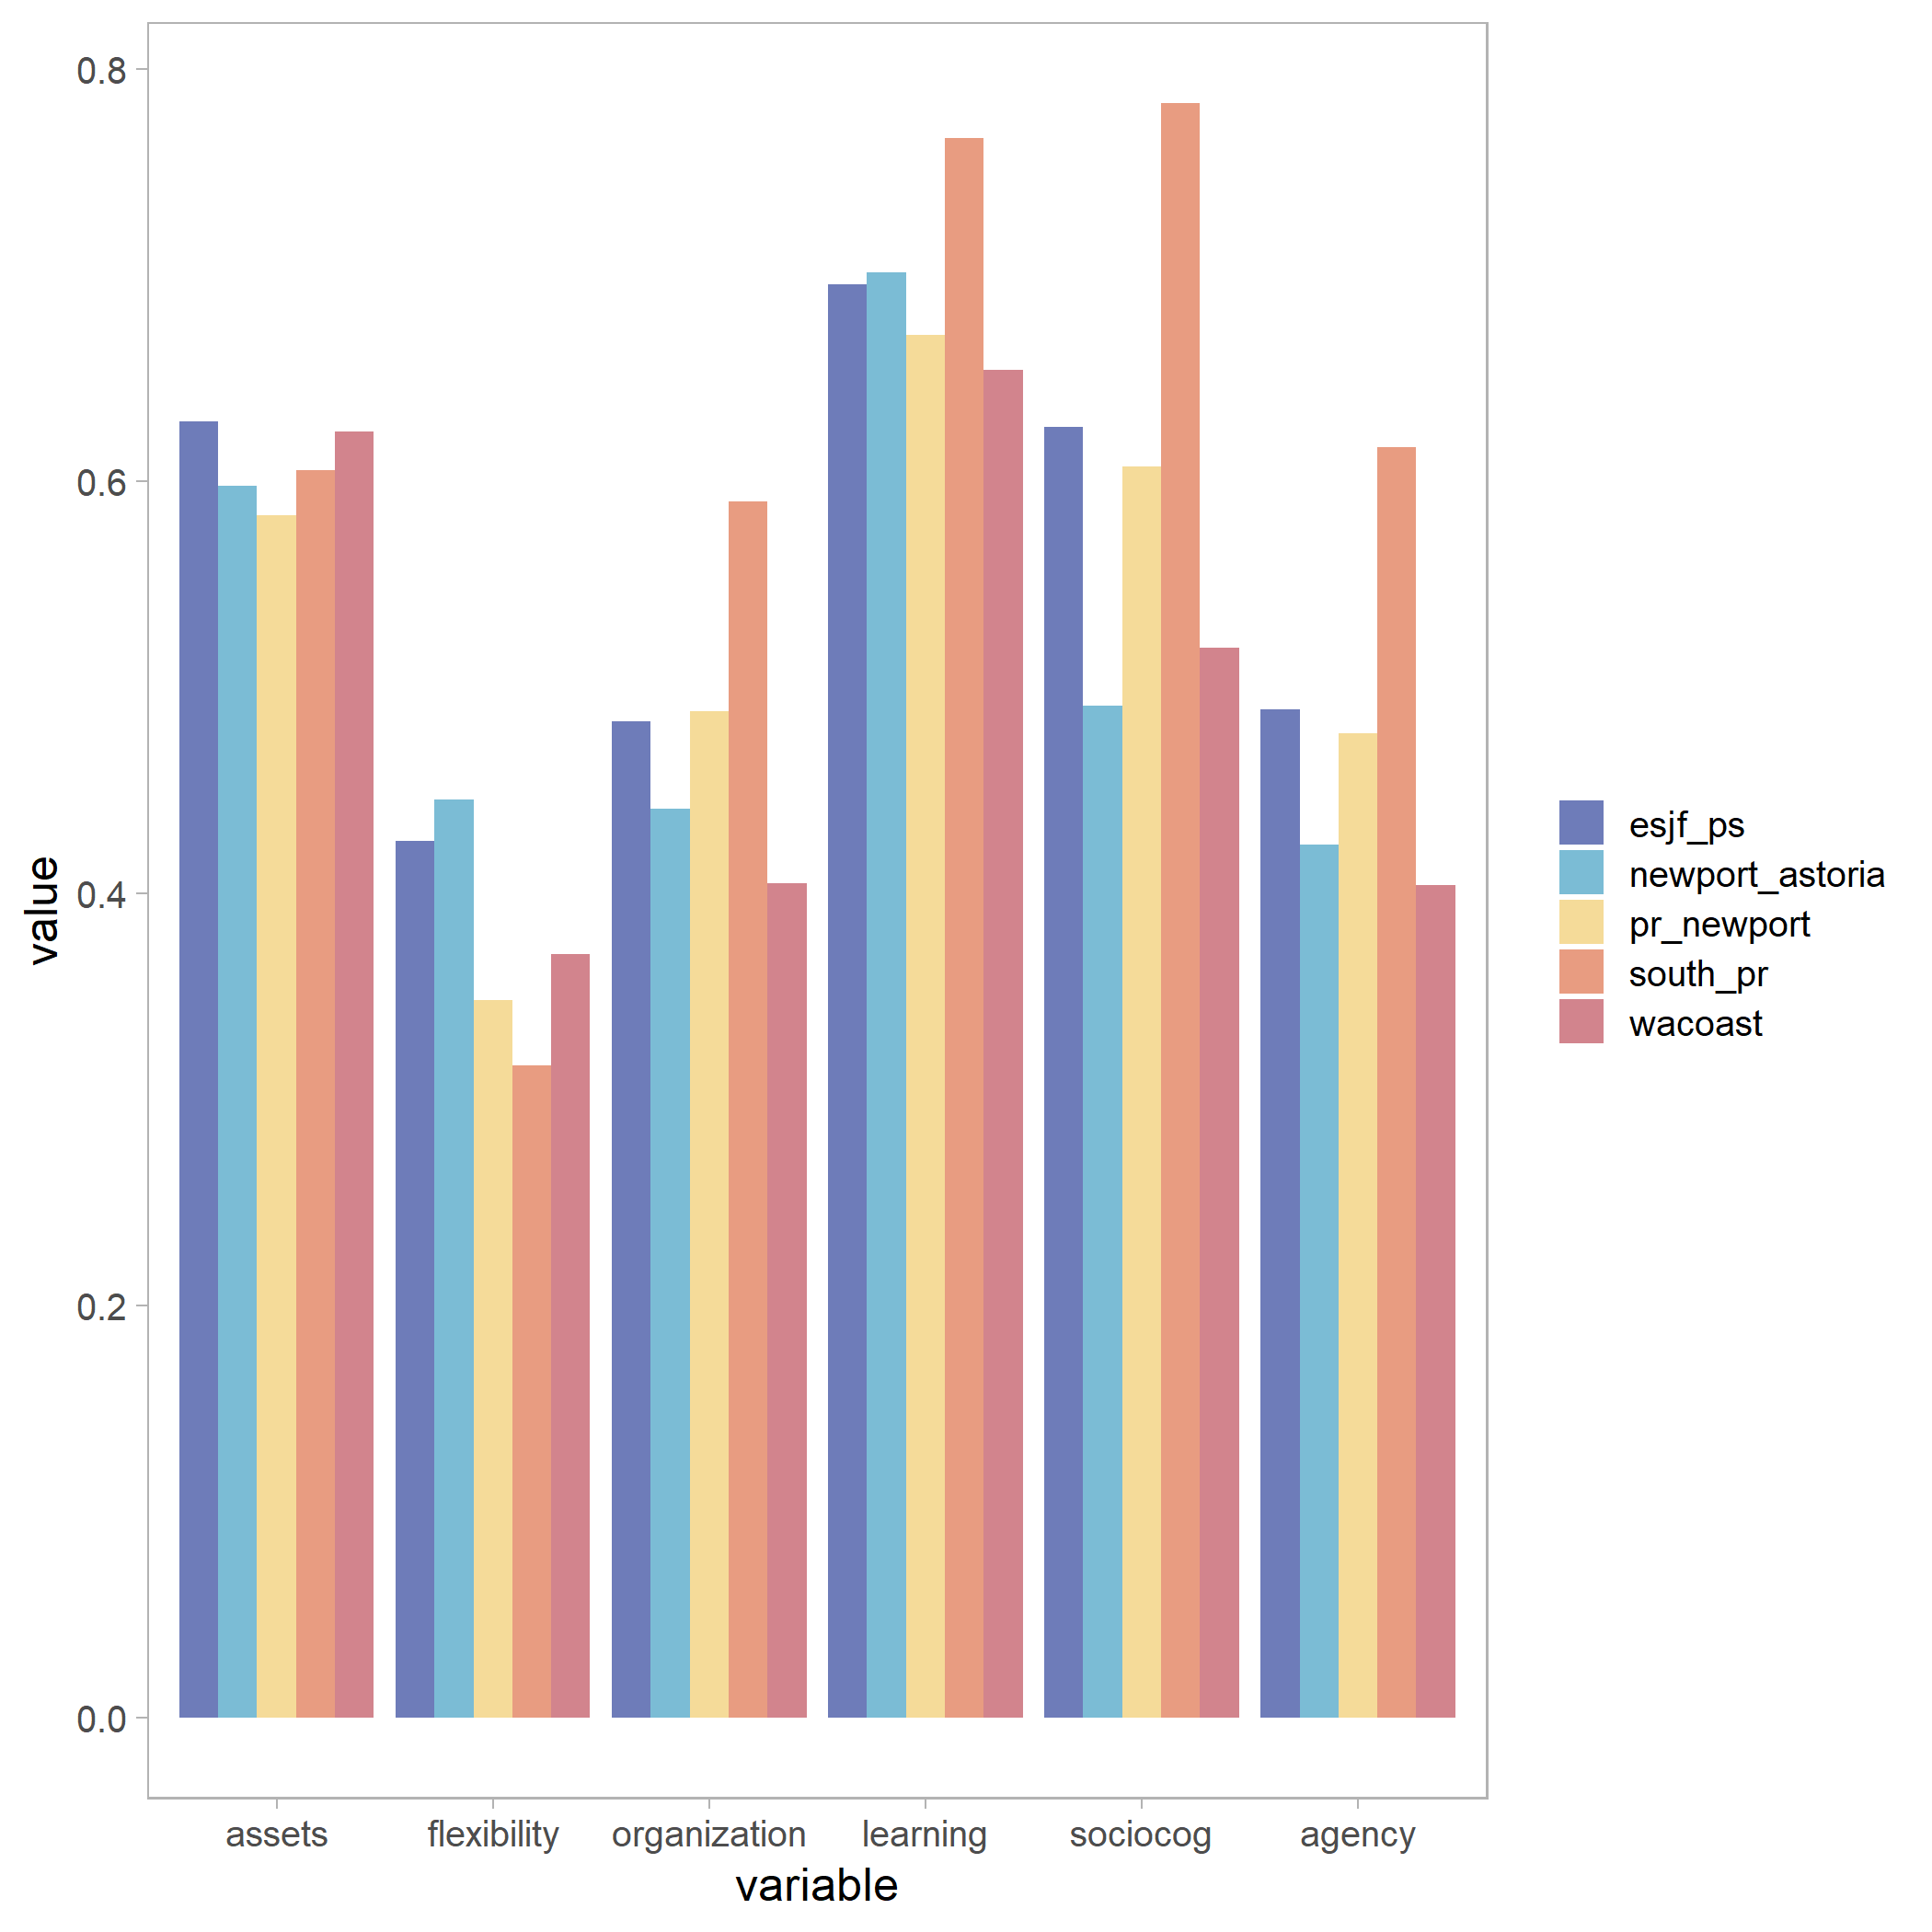 value
0.8
0.6
0.4
0.2
0.0
assets flexibility organization learning sociocog agency
variable
esjf_ps
newport_astoria
pr_newport
south_pr
wacoast